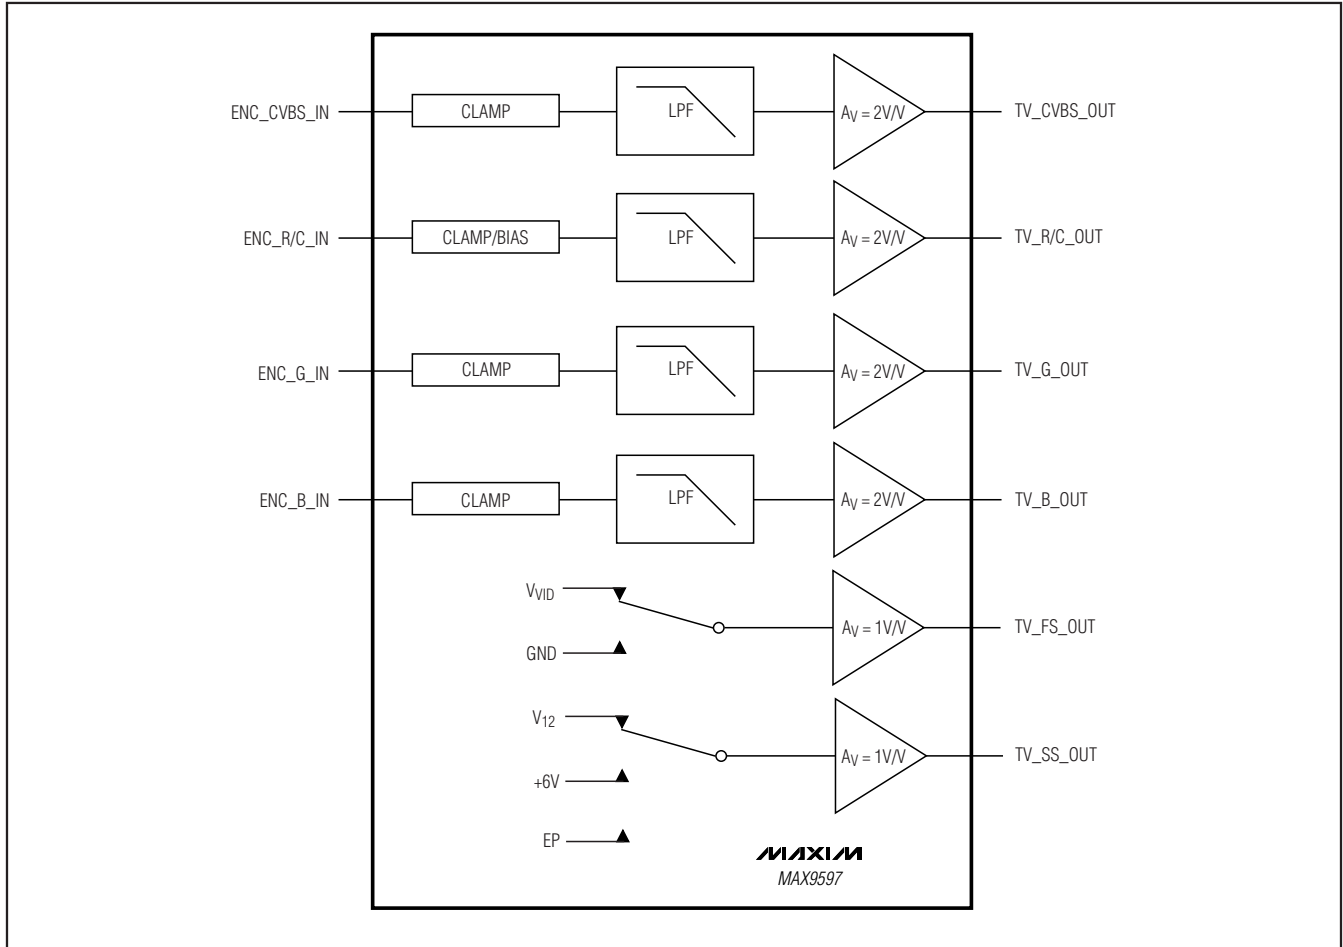 ENC_CVBS_IN CLAMP LPF AV = 2V/V TV_CVBS_OUT
ENC_R/C_IN CLAMP/BIAS LPF AV = 2V/V TV_R/C_OUT
ENC_G_IN CLAMP LPF AV = 2V/V TV_G_OUT
ENC_B_IN CLAMP LPF AV = 2V/V TV_B_OUT
VVID
AV = 1V/V TV_FS_OUT
GND
V12
AV = 1V/V TV_SS_OUT
+6V
EP
MAXIM
MAX9597